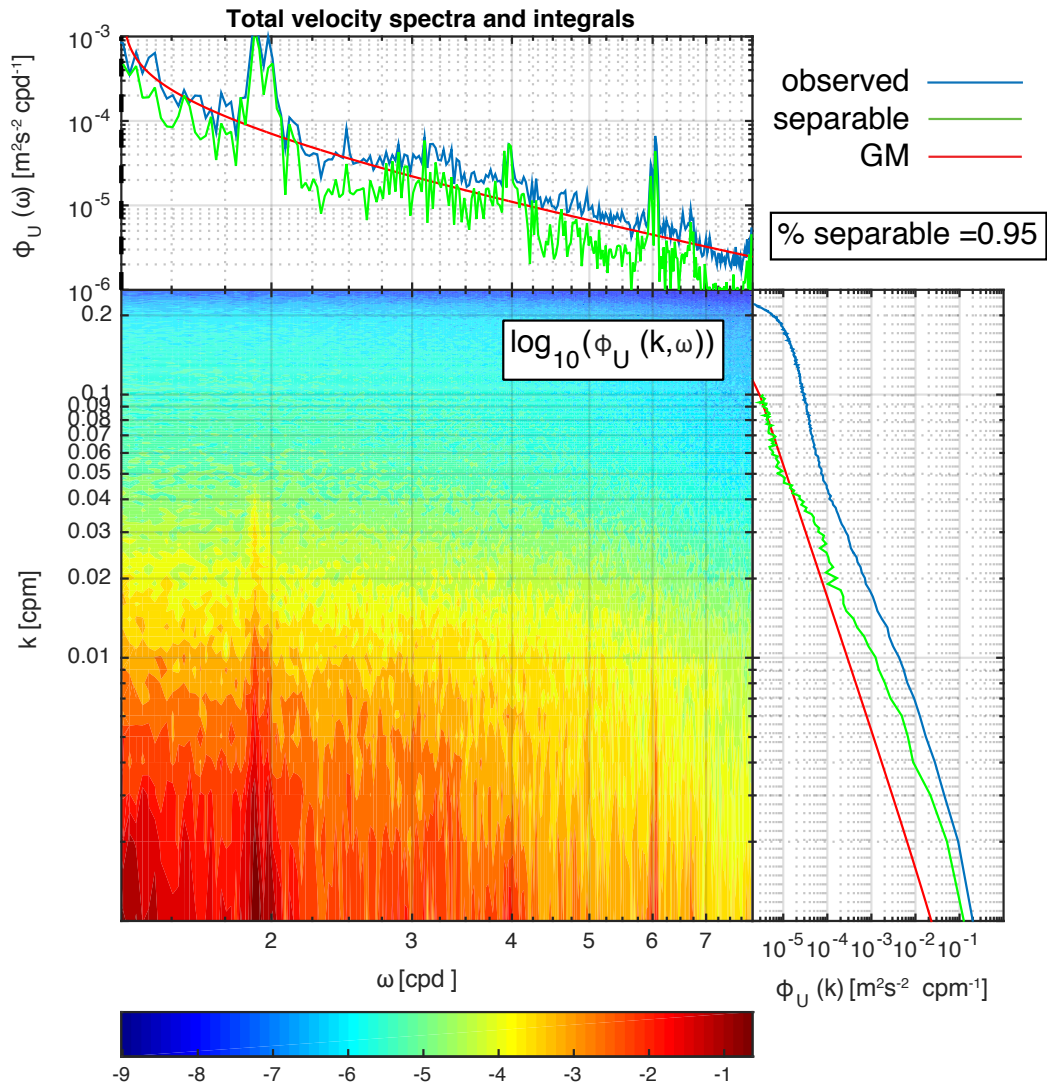 Total velocity spectra and integrals
10⁻³
10⁻⁴
10⁻⁵
10⁻⁶
ϕ_U (ω) [m²s⁻² cpd⁻¹]
observed
separable
GM
% separable =0.95
log₁₀(ϕ_U (k,ω))
0.2
0.1
0.09
0.08
0.07
0.06
0.05
0.04
0.03
0.02
0.01
k [cpm]
2 3 4 5 6 7
ω [cpd ]
10⁻⁵ 10⁻⁴ 10⁻³ 10⁻² 10⁻¹
ϕ_U (k) [m²s⁻² cpm⁻¹]
-9 -8 -7 -6 -5 -4 -3 -2 -1